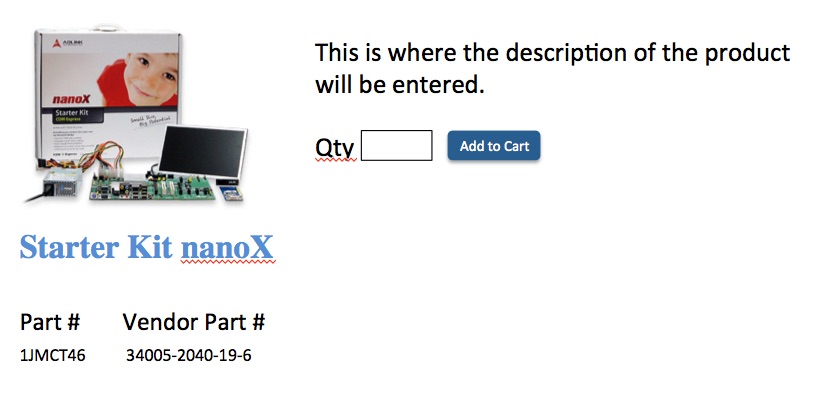 ADLINK
nanoX
Starter Kit
COM Express
Small Size,
Big Potential
This is where the description of the product
will be entered.
Qty
Add to Cart
Starter Kit nanoX
Part # Vendor Part #
1JMCT46 34005-2040-19-6